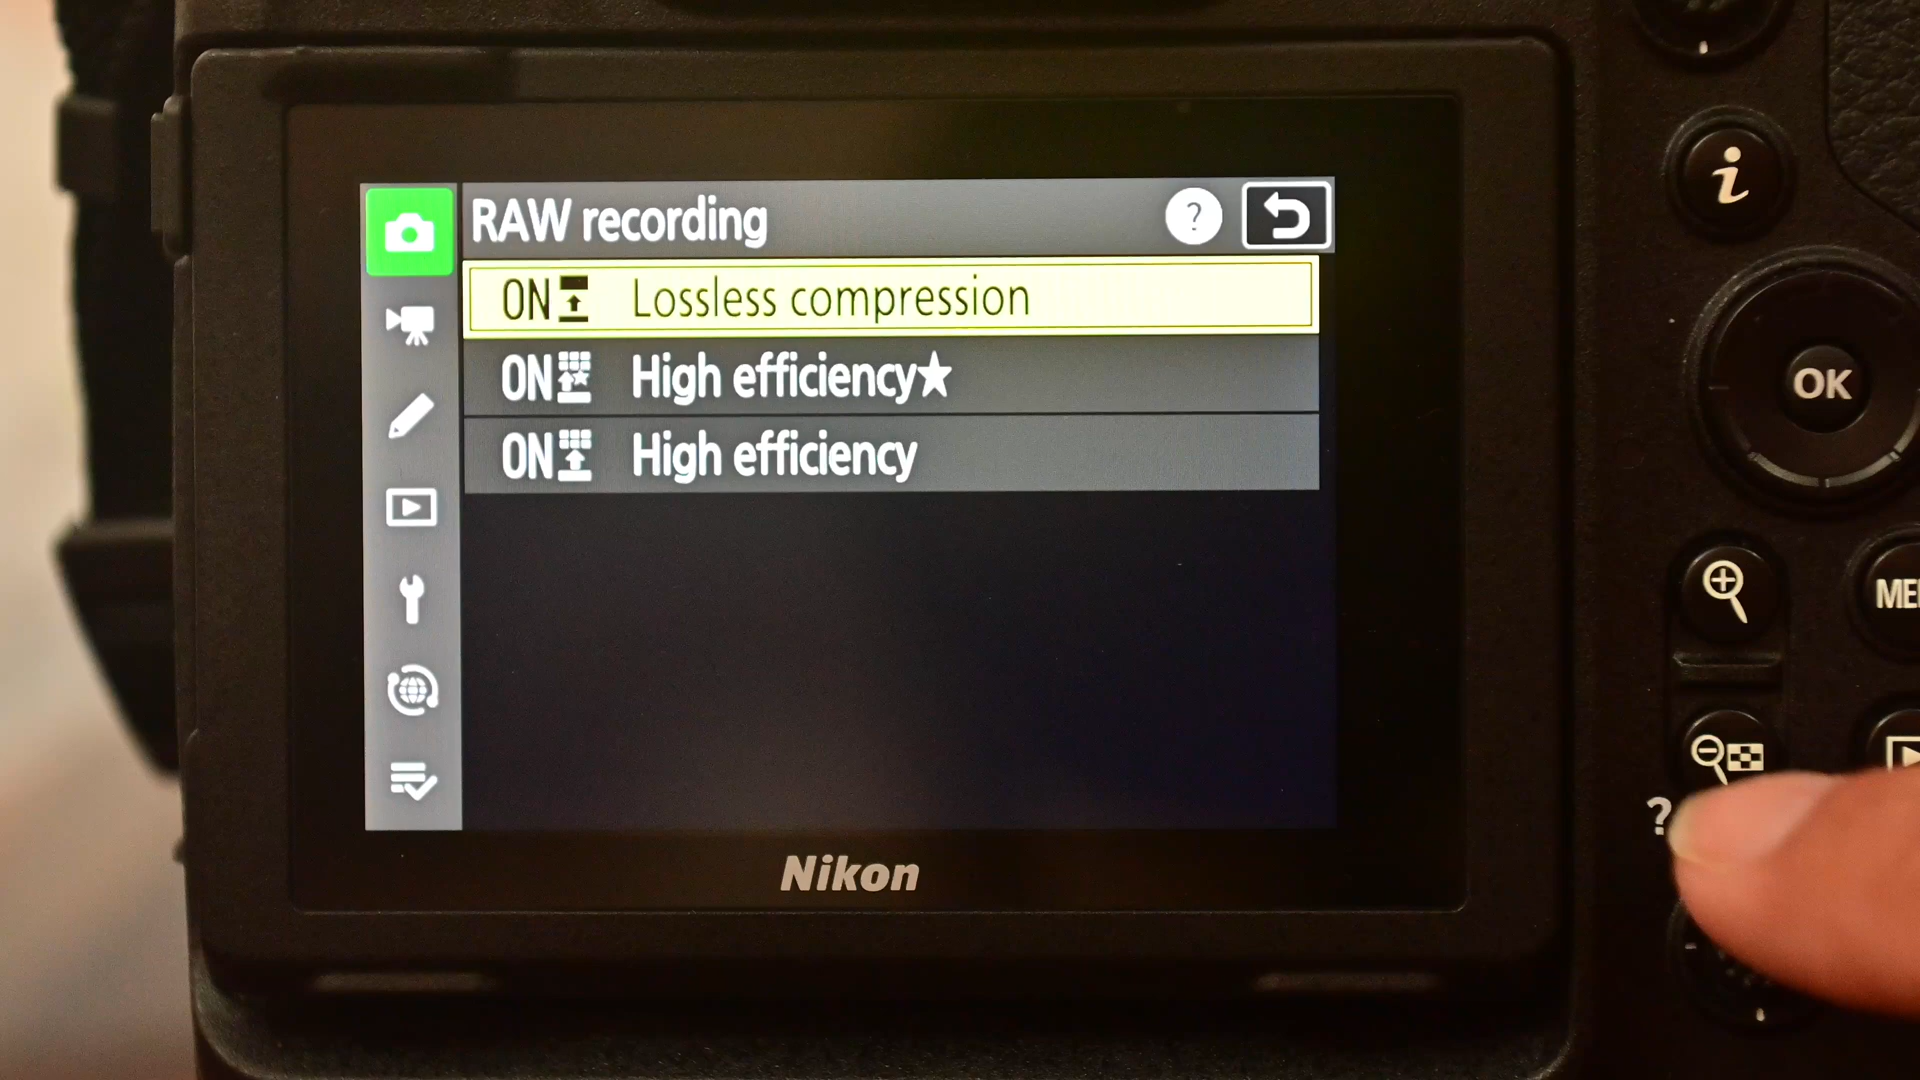 RAW recording
?
ON Lossless compression
ON High efficiency★
ON High efficiency
Nikon
i
OK
?